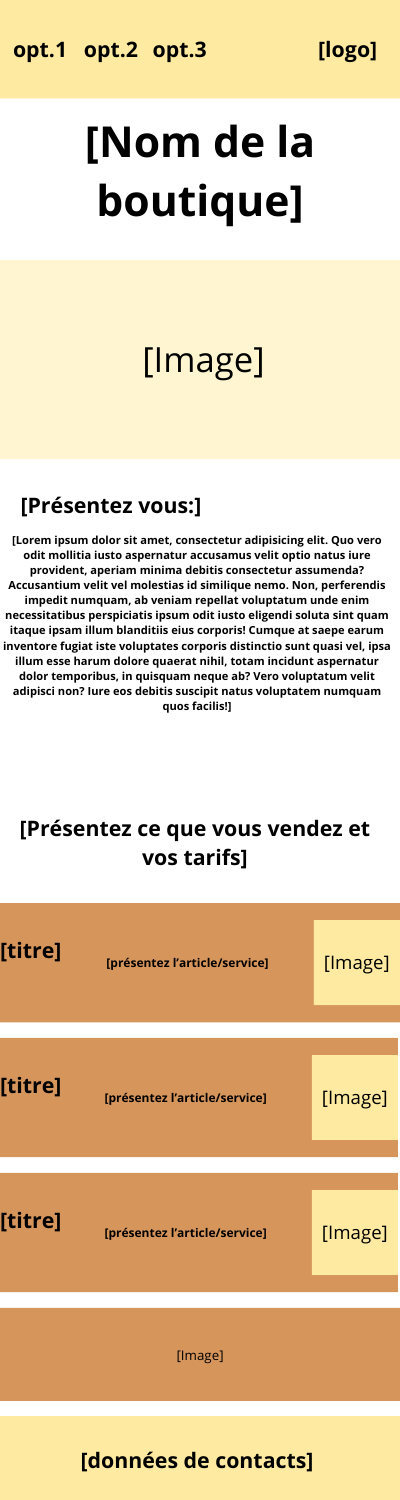 opt.1 opt.2 opt.3 [logo]
[Nom de la
boutique]
[Image]
[Présentez vous:]
[Lorem ipsum dolor sit amet, consectetur adipisicing elit. Quo vero
odit mollitia iusto aspernatur accusamus velit optio natus iure
provident, aperiam minima debitis consectetur assumenda?
Accusantium velit vel molestias id similique nemo. Non, perferendis
impedit numquam, ab veniam repellat voluptatum unde enim
necessitatibus perspiciatis ipsum odit iusto eligendi soluta sint quam
itaque ipsam illum blanditiis eius corporis! Cumque at saepe earum
inventore fugiat iste voluptates corporis distinctio sunt quasi vel, ipsa
illum esse harum dolore quaerat nihil, totam incidunt aspernatur
dolor temporibus, in quisquam neque ab? Vero voluptatum velit
adipisci non? Iure eos debitis suscipit natus voluptatem numquam
quos facilis!]
[Présentez ce que vous vendez et
vos tarifs]
[titre] [présentez l'article/service] [Image]
[titre] [présentez l'article/service] [Image]
[titre] [présentez l'article/service] [Image]
[Image]
[données de contacts]